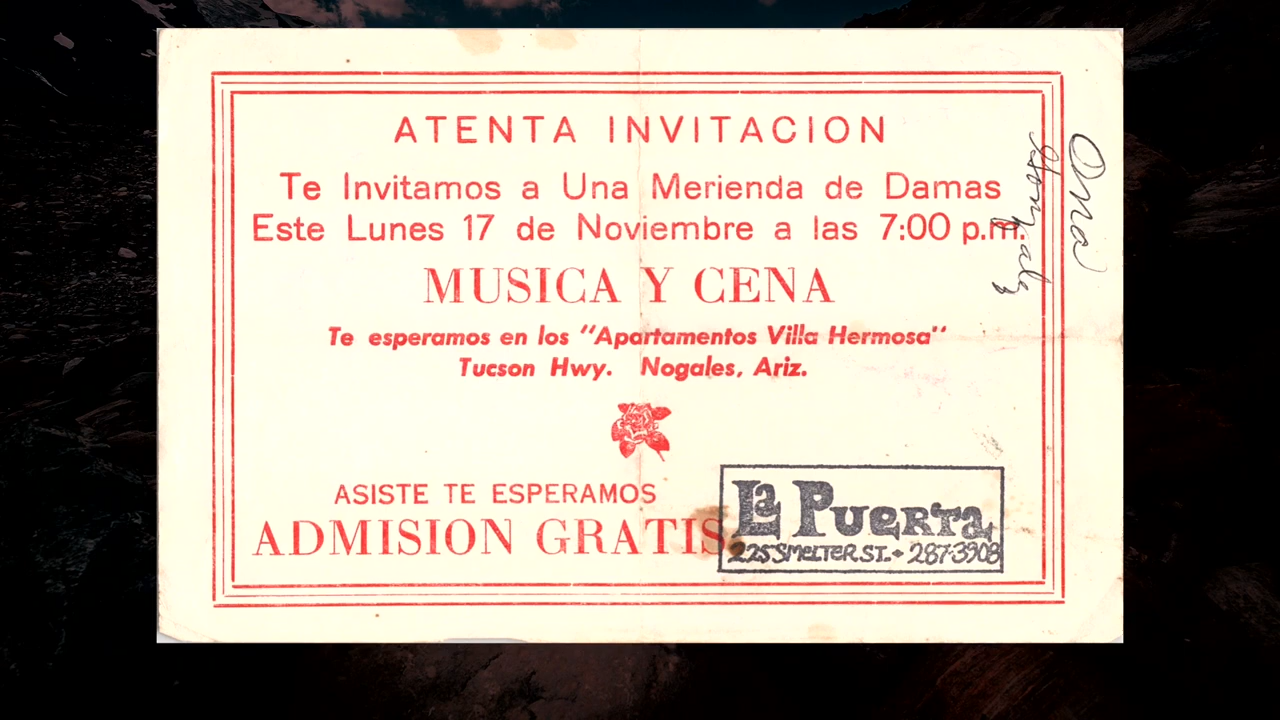 ATENTA INVITACION
Te Invitamos a Una Merienda de Damas
Este Lunes 17 de Noviembre a las 7:00 p.m.
MUSICA Y CENA
Te esperamos en los "Apartamentos Villa Hermosa"
Tucson Hwy. Nogales, Ariz.
ASISTE TE ESPERAMOS
ADMISION GRATIS
La Puerta
225 SMELTER ST. • 287-3908